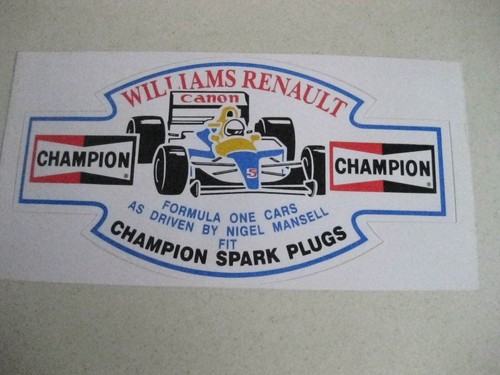 WILLIAMS RENAULT
Canon
CHAMPION
5
CHAMPION
FORMULA ONE CARS
AS DRIVEN BY NIGEL MANSELL
FIT
CHAMPION SPARK PLUGS